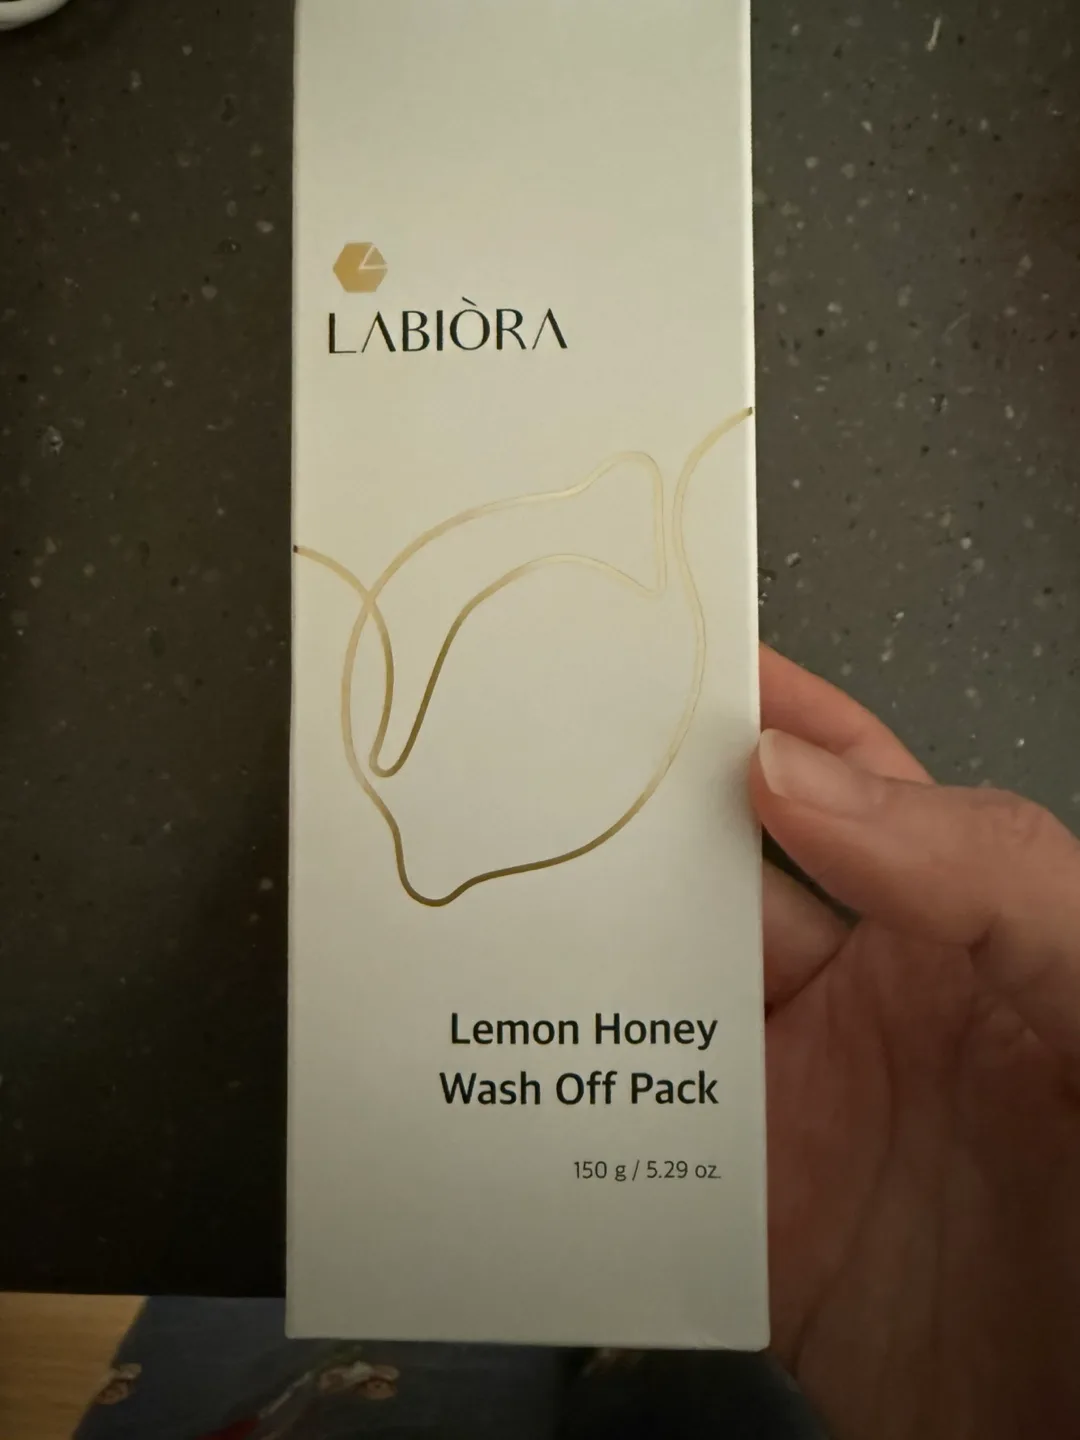 LABIÒRA
Lemon Honey
Wash Off Pack
150 g / 5.29 oz.